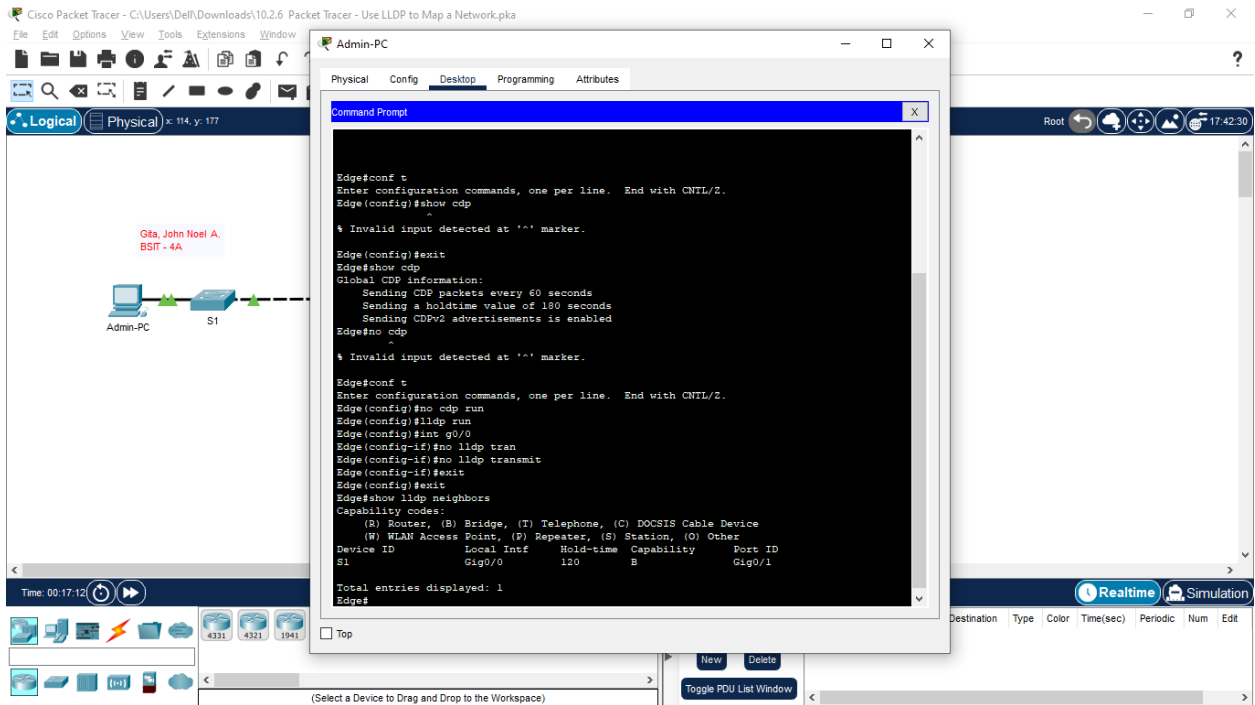 Cisco Packet Tracer - C:\Users\Dell\Downloads\10.2.6 Packet Tracer - Use LLDP to Map a Network.pka
File Edit Options View Tools Extensions Window
?
Logical Physical x: 114, y: 177
Root 17:42:30
Gita, John Noel A.
BSIT - 4A
Admin-PC
S1
Admin-PC
Physical Config Desktop Programming Attributes
Command Prompt X
Edge#conf t
Enter configuration commands, one per line. End with CNTL/Z.
Edge(config)#show cdp
^
% Invalid input detected at '^' marker.
Edge(config)#exit
Edge#show cdp
Global CDP information:
Sending CDP packets every 60 seconds
Sending a holdtime value of 180 seconds
Sending CDPv2 advertisements is enabled
Edge#no cdp
^
% Invalid input detected at '^' marker.
Edge#conf t
Enter configuration commands, one per line. End with CNTL/Z.
Edge(config)#no cdp run
Edge(config)#lldp run
Edge(config)#int g0/0
Edge(config-if)#no lldp tran
Edge(config-if)#no lldp transmit
Edge(config-if)#exit
Edge(config)#exit
Edge#show lldp neighbors
Capability codes:
(R) Router, (B) Bridge, (T) Telephone, (C) DOCSIS Cable Device
(W) WLAN Access Point, (P) Repeater, (S) Station, (O) Other
Device ID Local Intf Hold-time Capability Port ID
S1 Gig0/0 120 B Gig0/1
Total entries displayed: 1
Edge#
Top
Time: 00:17:12
Realtime Simulation
4331 4321 1941
(Select a Device to Drag and Drop to the Workspace)
New Delete
Toggle PDU List Window
Destination Type Color Time(sec) Periodic Num Edit